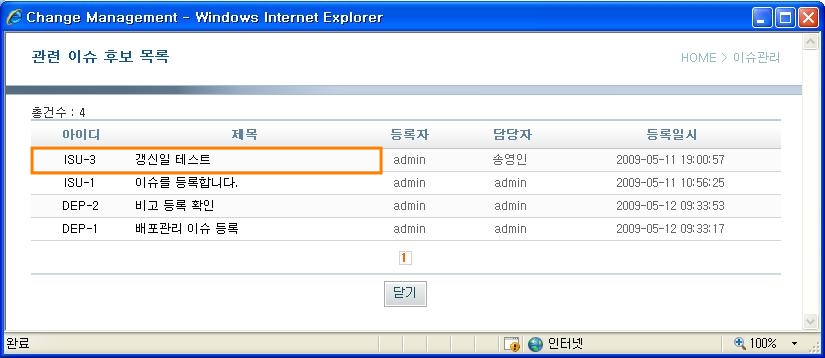 Change Management - Windows Internet Explorer
관련 이슈 후보 목록
HOME > 이슈관리
총건수 : 4
아이디 제목 등록자 담당자 등록일시
ISU-3 갱신일 테스트 admin 송영인 2009-05-11 19:00:57
ISU-1 이슈를 등록합니다. admin admin 2009-05-11 10:56:25
DEP-2 비고 등록 확인 admin admin 2009-05-12 09:33:53
DEP-1 배포관리 이슈 등록 admin admin 2009-05-12 09:33:17
1
닫기
완료 인터넷 100%